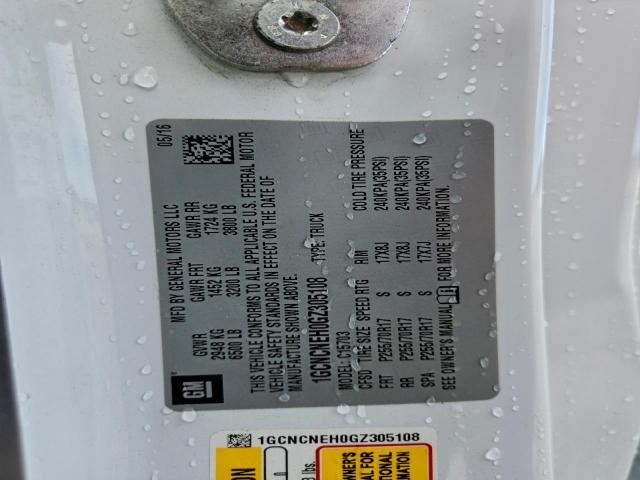 GM
MFD BY GENERAL MOTORS LLC
05/16
GVWR GAWR FRT GAWR RR
2948 KG 1452 KG 1724 KG
6500 LB 3200 LB 3800 LB
THIS VEHICLE CONFORMS TO ALL APPLICABLE U.S. FEDERAL MOTOR
VEHICLE SAFETY STANDARDS IN EFFECT ON THE DATE OF
MANUFACTURE SHOWN ABOVE.
1GCNCNEH0GZ305108 TYPE: TRUCK
MODEL: C15703
CFSD TIRE SIZE SPEED RTG RIM COLD TIRE PRESSURE
FRT P255/70R17 S 17X8J 240KPA(35PSI)
RR P255/70R17 S 17X8J 240KPA(35PSI)
SPA P255/70R17 S 17X7J 240KPA(35PSI)
SEE OWNER'S MANUAL FOR MORE INFORMATION.
1GCNCNEH0GZ305108
lbs.
FOR